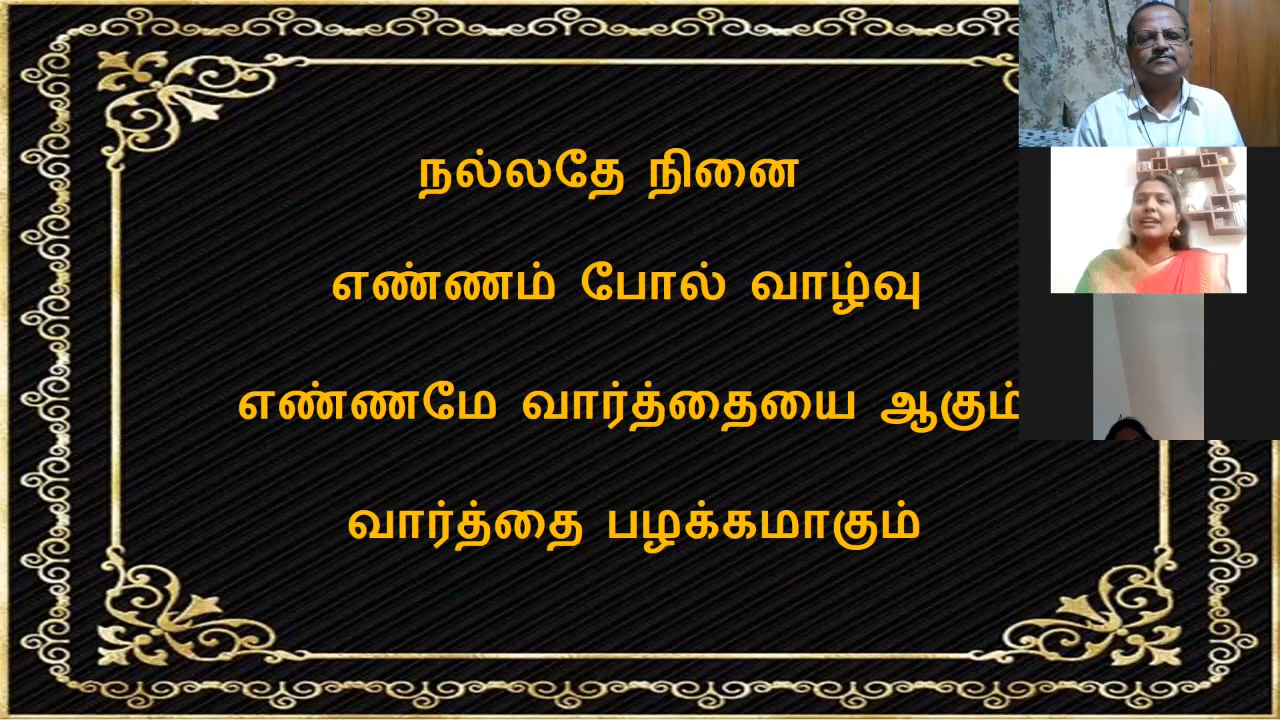 நல்லதே நினை
எண்ணம் போல் வாழ்வு
எண்ணமே வார்த்தையை ஆகும்
வார்த்தை பழக்கமாகும்